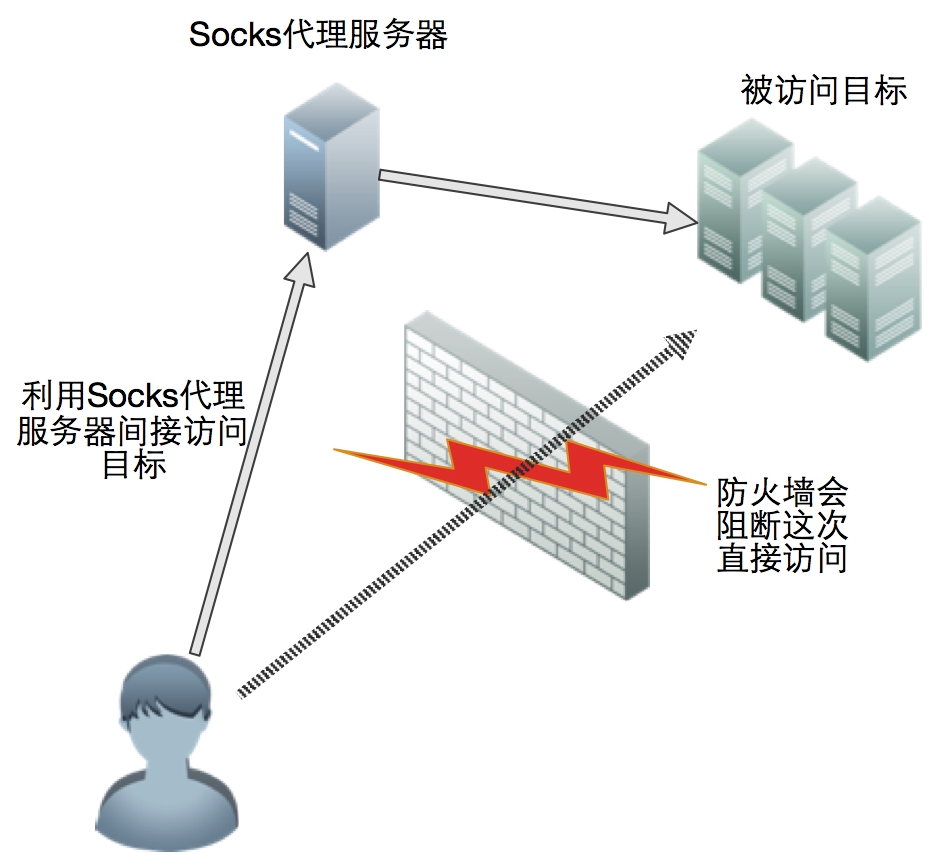 Socks代理服务器
被访问目标
利用Socks代理
服务器间接访问
目标
防火墙会
阻断这次
直接访问